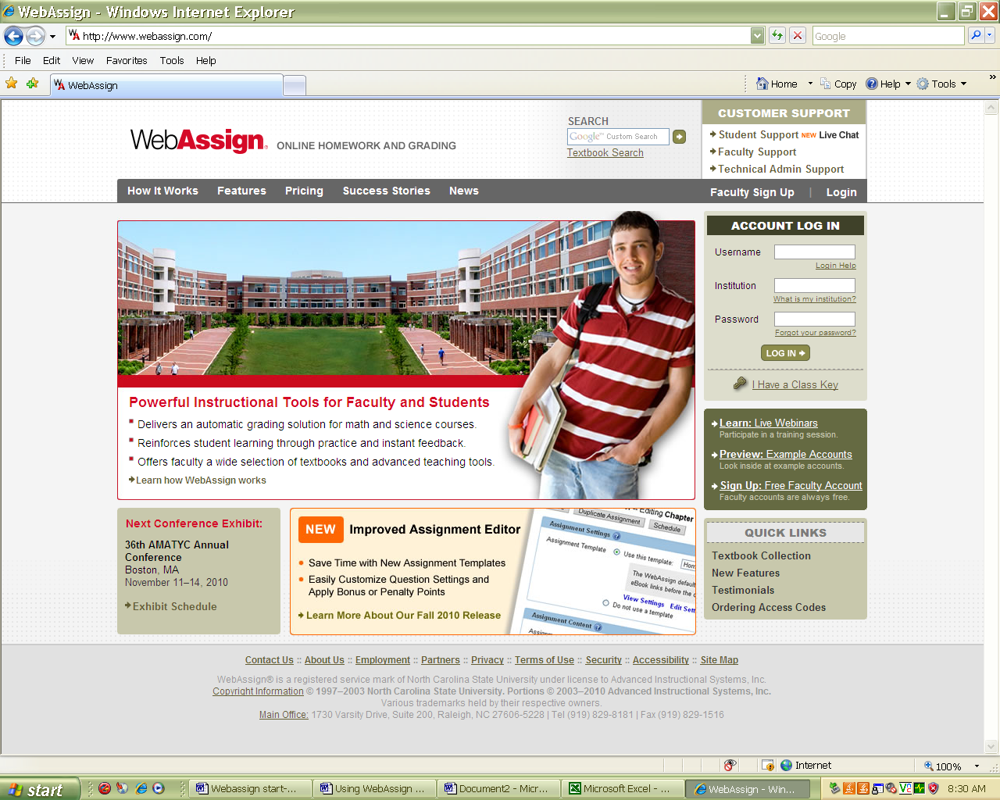 WebAssign - Windows Internet Explorer
http://www.webassign.com/
Google
File Edit View Favorites Tools Help
WebAssign
Home Copy Help Tools »
WebAssign® ONLINE HOMEWORK AND GRADING
SEARCH
Google™ Custom Search
Textbook Search
CUSTOMER SUPPORT
Student Support NEW Live Chat
Faculty Support
Technical Admin Support
How It Works Features Pricing Success Stories News
Faculty Sign Up | Login
Powerful Instructional Tools for Faculty and Students
Delivers an automatic grading solution for math and science courses.
Reinforces student learning through practice and instant feedback.
Offers faculty a wide selection of textbooks and advanced teaching tools.
Learn how WebAssign works
ACCOUNT LOG IN
Username
Login Help
Institution
What is my institution?
Password
Forgot your password?
LOG IN
I Have a Class Key
Learn: Live Webinars
Participate in a training session.
Preview: Example Accounts
Look inside at example accounts.
Sign Up: Free Faculty Account
Faculty accounts are always free.
Next Conference Exhibit:
36th AMATYC Annual
Conference
Boston, MA
November 11–14, 2010
Exhibit Schedule
NEW Improved Assignment Editor
Save Time with New Assignment Templates
Easily Customize Question Settings and
Apply Bonus or Penalty Points
Learn More About Our Fall 2010 Release
Editing Chapter
Duplicate Assignment Schedule
Assignment Settings
Assignment Template Use this template: Hom
The WebAssign default
eBook links before the
View Settings Edit Sett
Do not use a template
Assignment Content
QUICK LINKS
Textbook Collection
New Features
Testimonials
Ordering Access Codes
Contact Us :: About Us :: Employment :: Partners :: Privacy :: Terms of Use :: Security :: Accessibility :: Site Map
WebAssign® is a registered service mark of North Carolina State University under license to Advanced Instructional Systems, Inc.
Copyright Information © 1997–2003 North Carolina State University. Portions © 2003–2010 Advanced Instructional Systems, Inc.
Various trademarks held by their respective owners.
Main Office: 1730 Varsity Drive, Suite 200, Raleigh, NC 27606-5228 | Tel (919) 829-8181 | Fax (919) 829-1516
Internet 100%
start Webassign start-... Using WebAssign ... Document2 - Micr... Microsoft Excel - ... WebAssign - Win... 8:30 AM